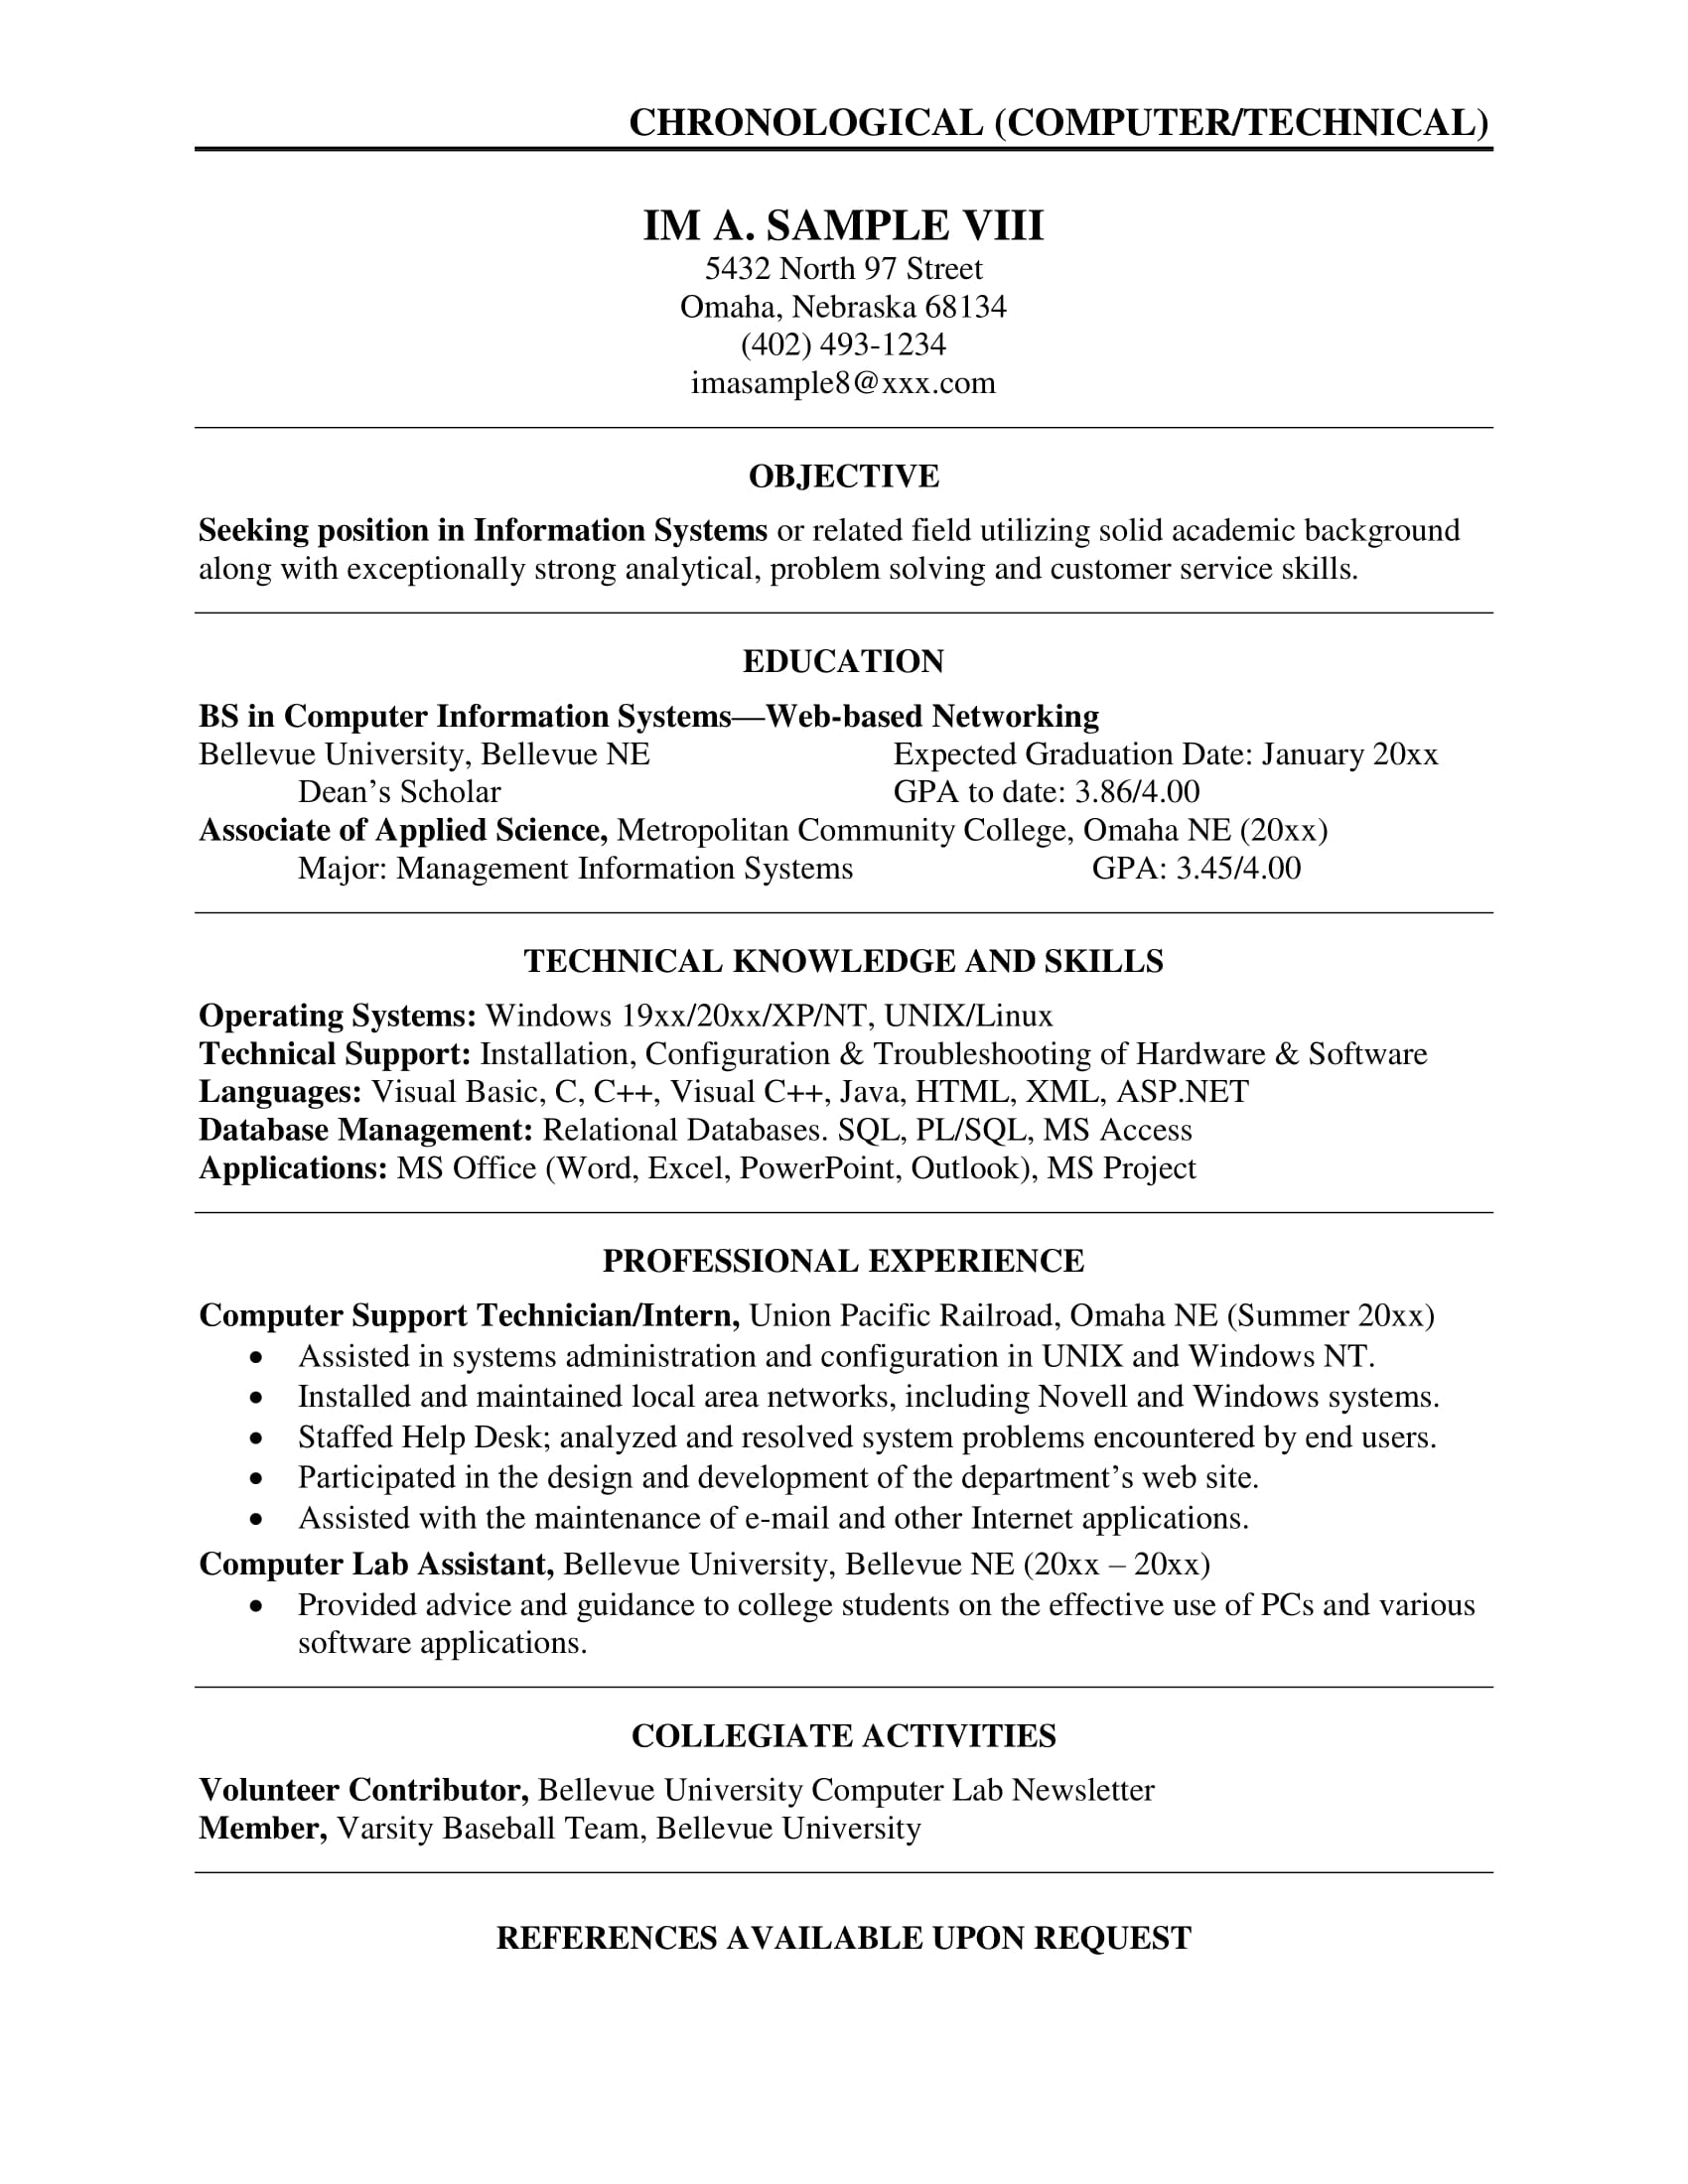 CHRONOLOGICAL (COMPUTER/TECHNICAL)
IM A. SAMPLE VIII
5432 North 97 Street
Omaha, Nebraska 68134
(402) 493-1234
imasample8@xxx.com
OBJECTIVE
Seeking position in Information Systems or related field utilizing solid academic background
along with exceptionally strong analytical, problem solving and customer service skills.
EDUCATION
BS in Computer Information Systems—Web-based Networking
Bellevue University, Bellevue NE Expected Graduation Date: January 20xx
Dean’s Scholar GPA to date: 3.86/4.00
Associate of Applied Science, Metropolitan Community College, Omaha NE (20xx)
Major: Management Information Systems GPA: 3.45/4.00
TECHNICAL KNOWLEDGE AND SKILLS
Operating Systems: Windows 19xx/20xx/XP/NT, UNIX/Linux
Technical Support: Installation, Configuration & Troubleshooting of Hardware & Software
Languages: Visual Basic, C, C++, Visual C++, Java, HTML, XML, ASP.NET
Database Management: Relational Databases. SQL, PL/SQL, MS Access
Applications: MS Office (Word, Excel, PowerPoint, Outlook), MS Project
PROFESSIONAL EXPERIENCE
Computer Support Technician/Intern, Union Pacific Railroad, Omaha NE (Summer 20xx)
• Assisted in systems administration and configuration in UNIX and Windows NT.
• Installed and maintained local area networks, including Novell and Windows systems.
• Staffed Help Desk; analyzed and resolved system problems encountered by end users.
• Participated in the design and development of the department’s web site.
• Assisted with the maintenance of e-mail and other Internet applications.
Computer Lab Assistant, Bellevue University, Bellevue NE (20xx – 20xx)
• Provided advice and guidance to college students on the effective use of PCs and various
software applications.
COLLEGIATE ACTIVITIES
Volunteer Contributor, Bellevue University Computer Lab Newsletter
Member, Varsity Baseball Team, Bellevue University
REFERENCES AVAILABLE UPON REQUEST